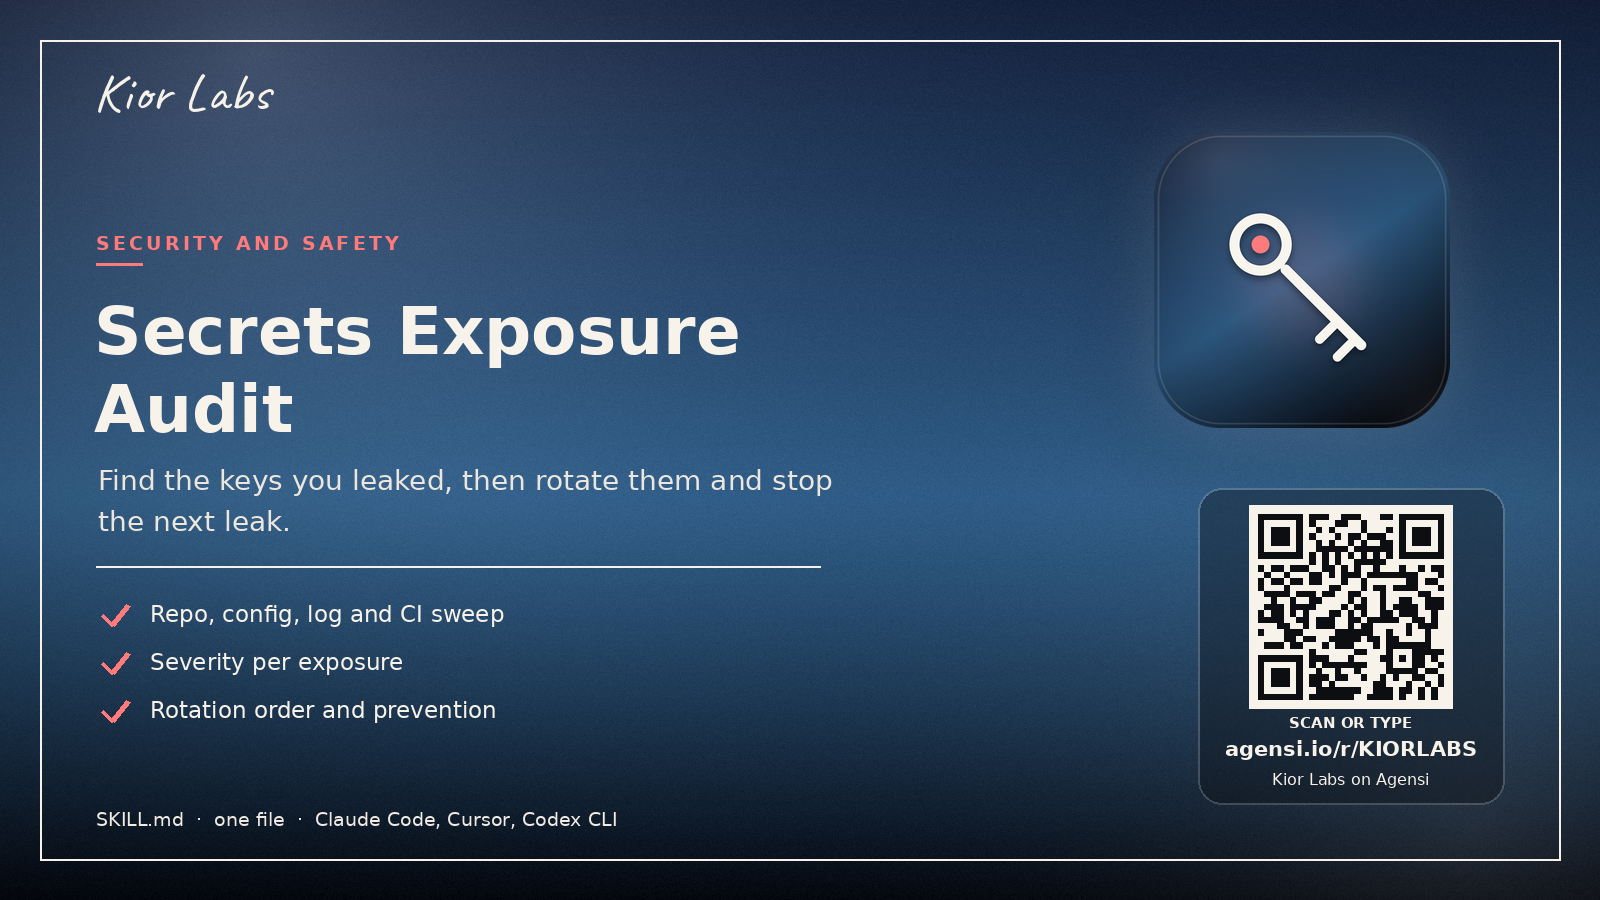 Kior Labs
SECURITY AND SAFETY
Secrets Exposure
Audit
Find the keys you leaked, then rotate them and stop
the next leak.
Repo, config, log and CI sweep
Severity per exposure
Rotation order and prevention
SKILL.md · one file · Claude Code, Cursor, Codex CLI
SCAN OR TYPE
agensi.io/r/KIORLABS
Kior Labs on Agensi